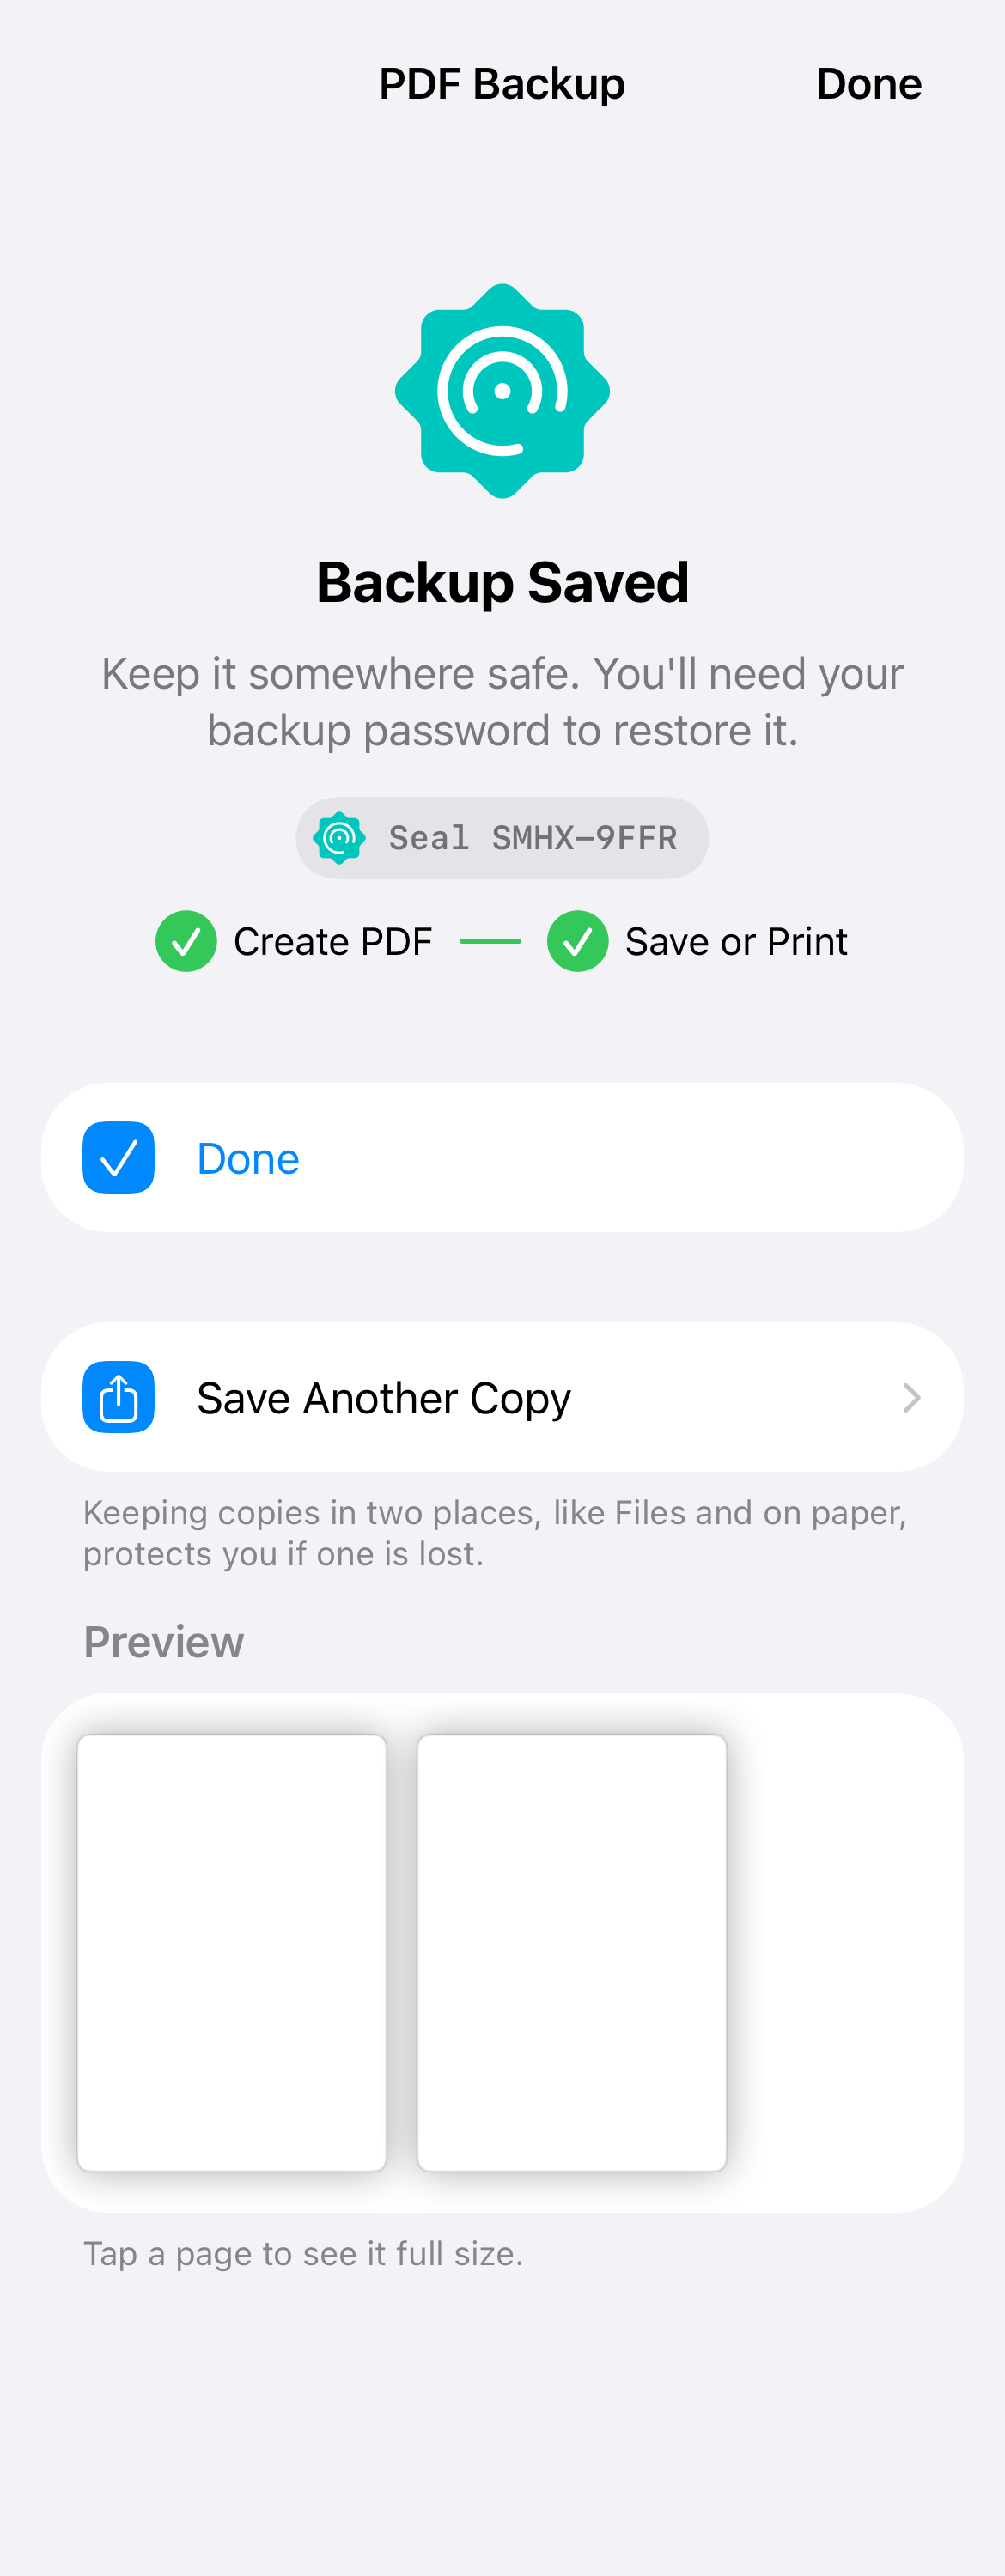 PDF Backup
Done
Backup Saved
Keep it somewhere safe. You'll need your
backup password to restore it.
Seal SMHX-9FFR
Create PDF
Save or Print
Done
Save Another Copy
Keeping copies in two places, like Files and on paper,
protects you if one is lost.
Preview
Tap a page to see it full size.